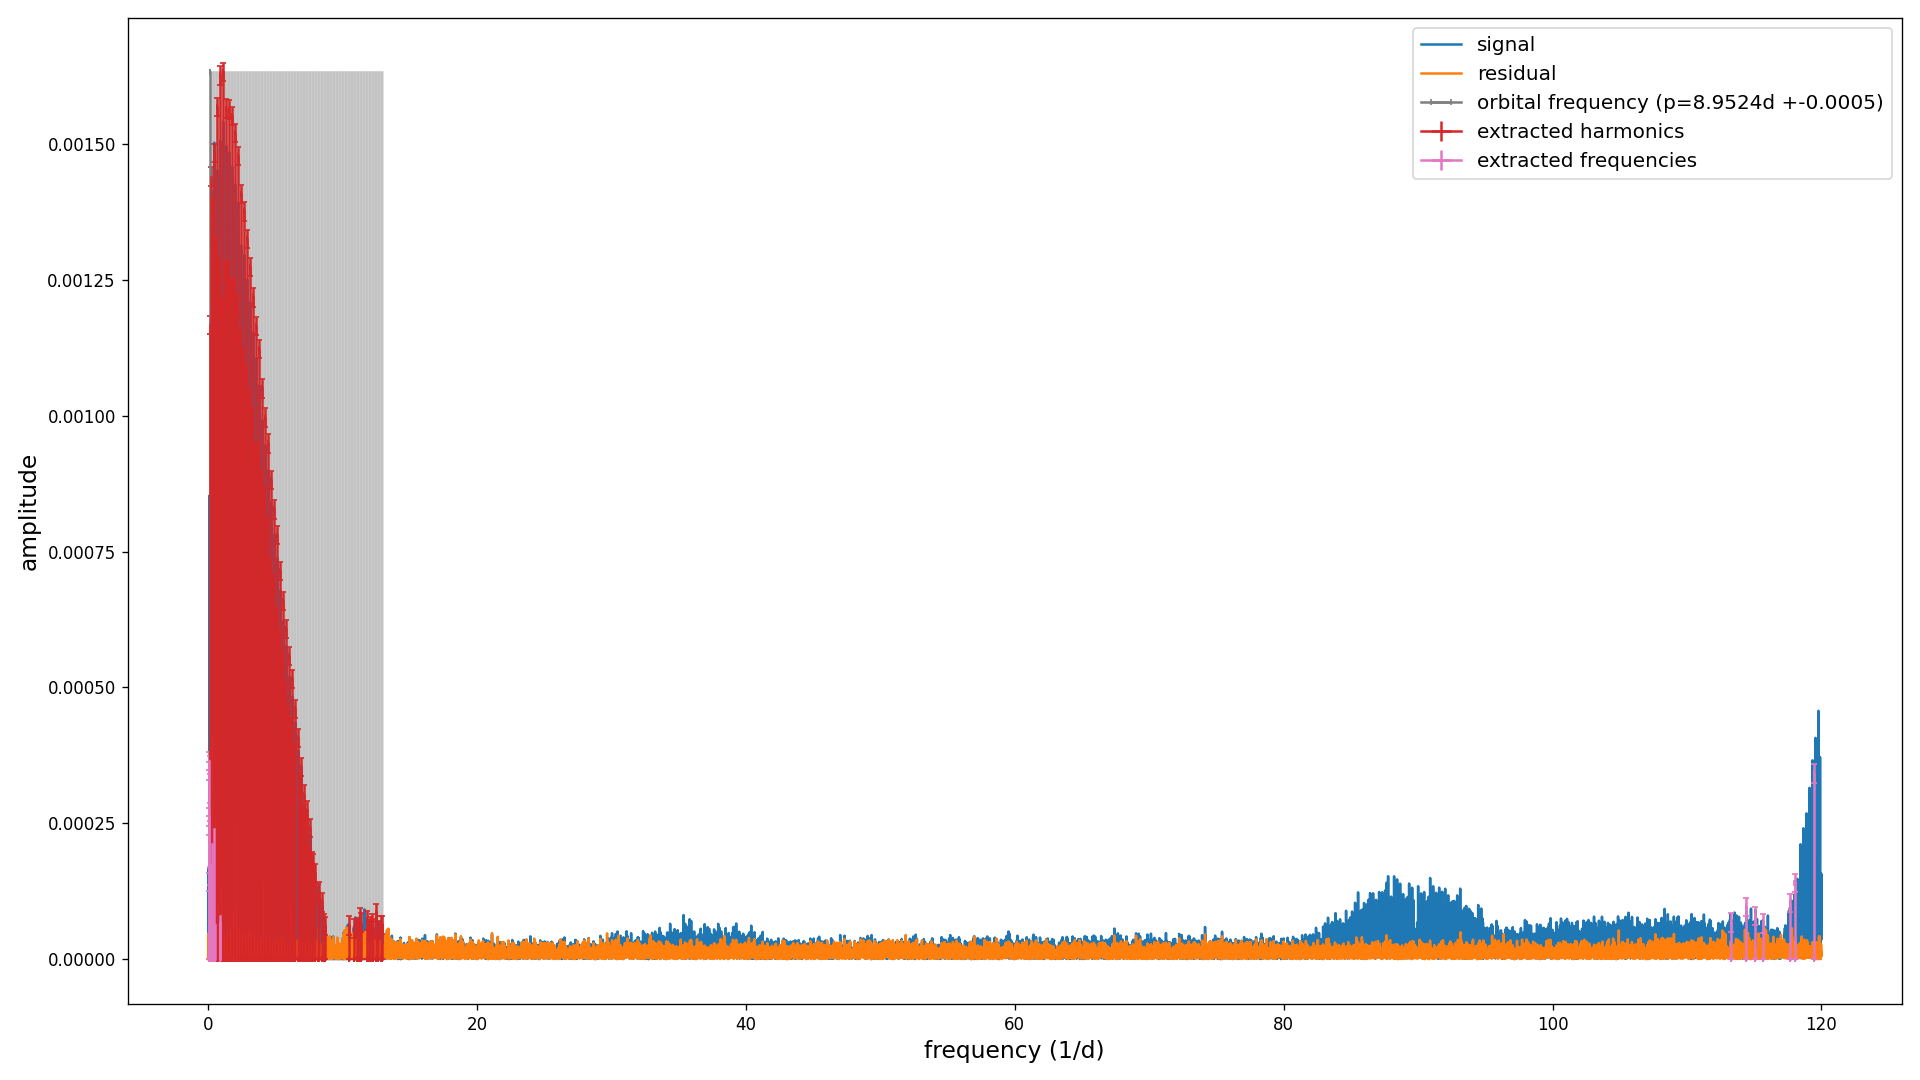 signal
residual
orbital frequency (p=8.9524d +-0.0005)
extracted harmonics
extracted frequencies
0.00150
0.00125
0.00100
0.00075
0.00050
0.00025
0.00000
amplitude
0 20 40 60 80 100 120
frequency (1/d)